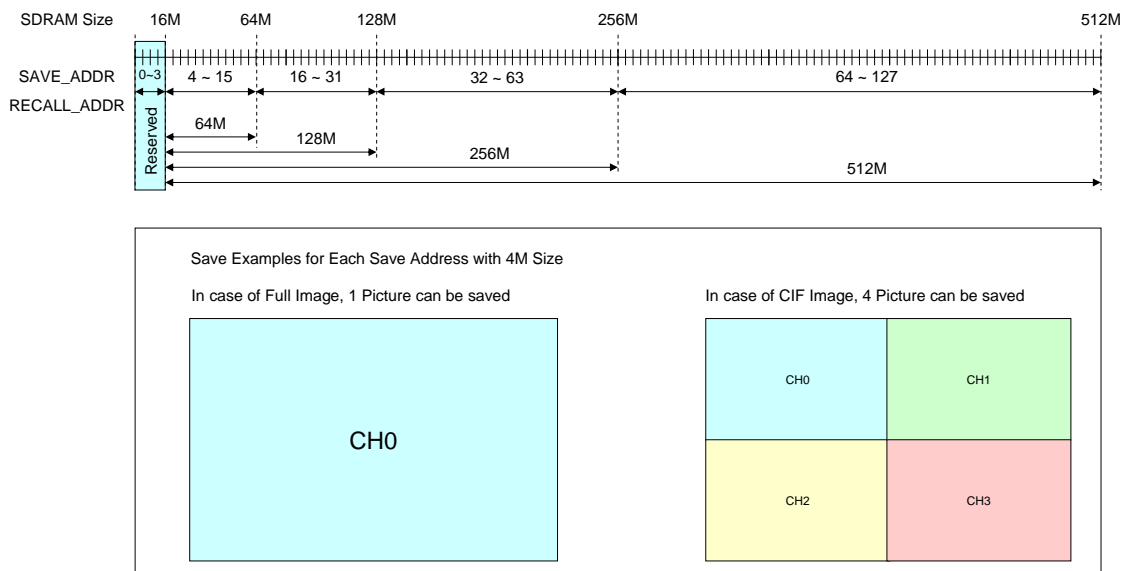 SDRAM Size 16M 64M 128M 256M 512M
SAVE_ADDR 0~3 4 ~ 15 16 ~ 31 32 ~ 63 64 ~ 127
RECALL_ADDR
Reserved
64M
128M
256M
512M
Save Examples for Each Save Address with 4M Size
In case of Full Image, 1 Picture can be saved
In case of CIF Image, 4 Picture can be saved
CH0
CH0 CH1
CH2 CH3